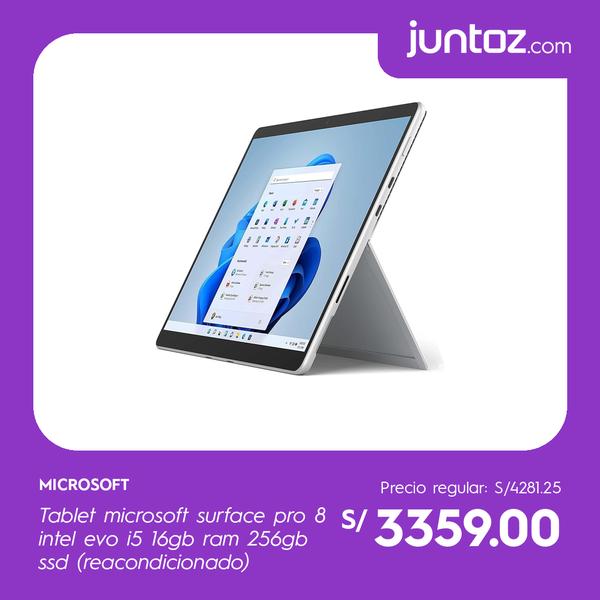 juntoz.com
MICROSOFT
Tablet microsoft surface pro 8
intel evo i5 16gb ram 256gb
ssd (reacondicionado)
Precio regular: S/4281.25
S/ 3359.00